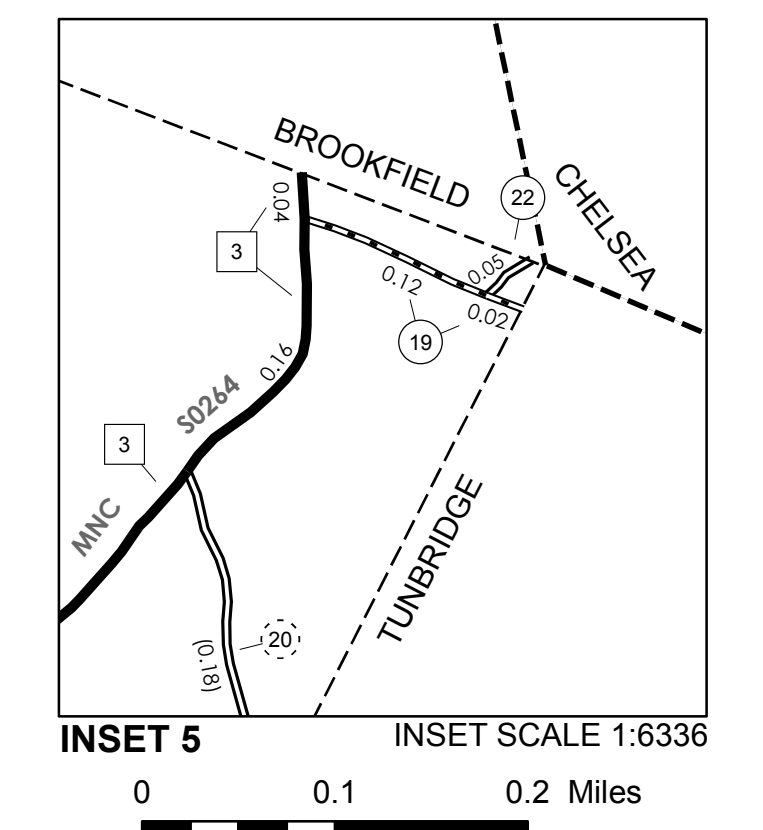 BROOKFIELD
CHELSEA
22
0.04
3
0.05
0.12
0.02
19
0.16
S0264
3
MNC
TUNBRIDGE
20
(0.18)
INSET 5
INSET SCALE 1:6336
0 0.1 0.2 Miles